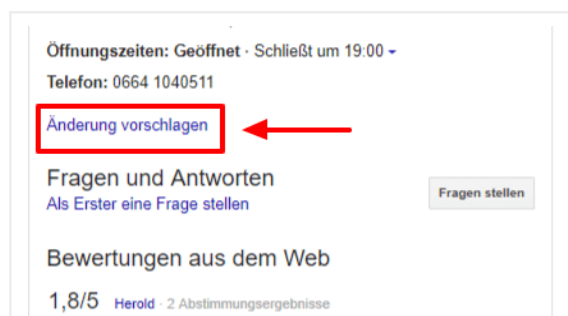 Öffnungszeiten: Geöffnet · Schließt um 19:00
Telefon: 0664 1040511
Änderung vorschlagen
Fragen und Antworten
Als Erster eine Frage stellen
Fragen stellen
Bewertungen aus dem Web
1,8/5 Herold · 2 Abstimmungsergebnisse